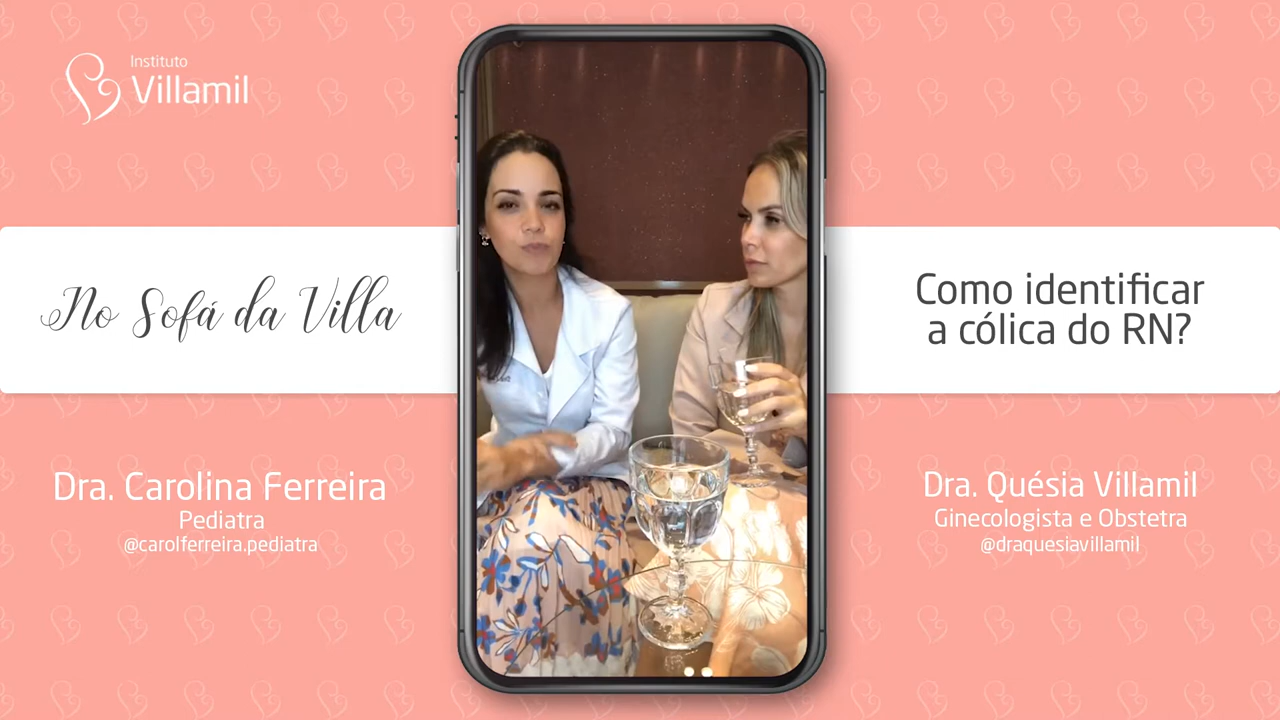 Instituto
Villamil
No Sofá da Villa
Como identificar
a cólica do RN?
Dra. Carolina Ferreira
Pediatra
@carolferreira.pediatra
Dra. Quésia Villamil
Ginecologista e Obstetra
@draquesiavillamil